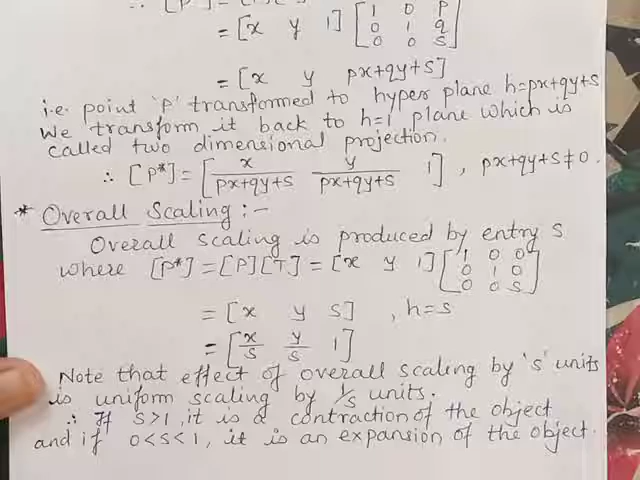 ∴ [P*] = [P][T]
= [x y 1] [1 0 p
0 1 q
0 0 s]
= [x y px+qy+s]
i.e. point 'p' transformed to hyper plane h=px+qy+s
We transform it back to h=1 plane which is
called two dimensional projection.
∴ [P*] = [x/(px+qy+s) y/(px+qy+s) 1] , px+qy+s≠0.
* Overall Scaling :-
Overall scaling is produced by entry s
where [P*] = [P][T] = [x y 1] [1 0 0
0 1 0
0 0 s]
= [x y s] , h=s
= [x/s y/s 1]
Note that effect of overall scaling by 's' units
is uniform scaling by 1/s units.
∴ If s>1, it is a contraction of the object
and if 0<s<1, it is an expansion of the object.